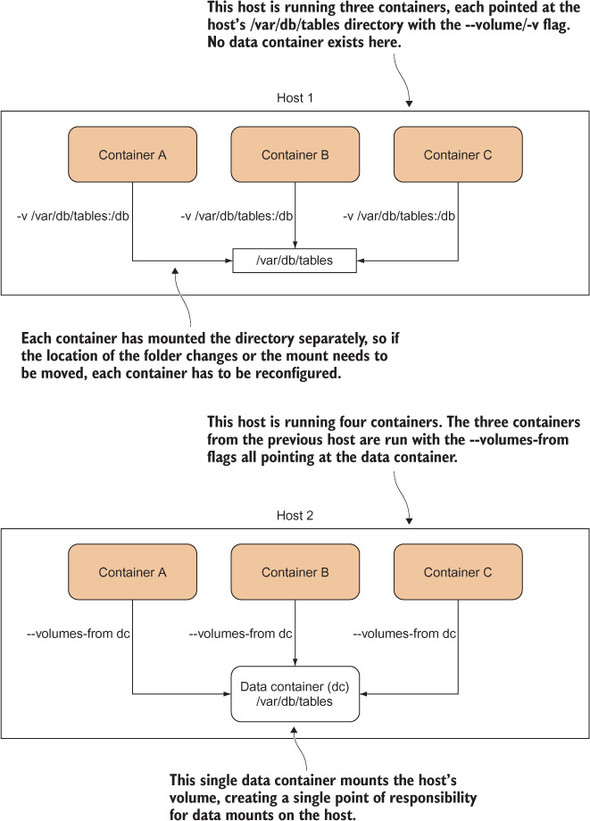 This host is running three containers, each pointed at the
host's /var/db/tables directory with the --volume/-v flag.
No data container exists here.
Host 1
Container A
Container B
Container C
-v /var/db/tables:/db
-v /var/db/tables:/db
-v /var/db/tables:/db
/var/db/tables
Each container has mounted the directory separately, so if
the location of the folder changes or the mount needs to
be moved, each container has to be reconfigured.
This host is running four containers. The three containers
from the previous host are run with the --volumes-from
flags all pointing at the data container.
Host 2
Container A
Container B
Container C
--volumes-from dc
--volumes-from dc
--volumes-from dc
Data container (dc)
/var/db/tables
This single data container mounts the host's
volume, creating a single point of responsibility
for data mounts on the host.